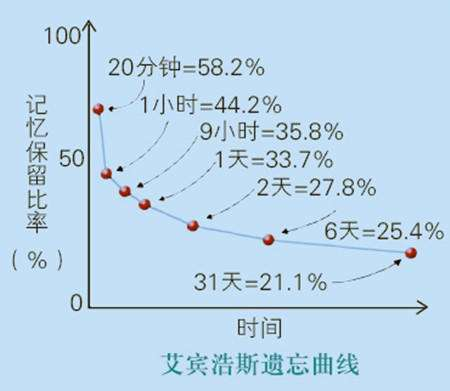 100
20分钟=58.2%
1小时=44.2%
9小时=35.8%
50
1天=33.7%
2天=27.8%
6天=25.4%
31天=21.1%
0
记忆保留比率
(%)
时间
艾宾浩斯遗忘曲线